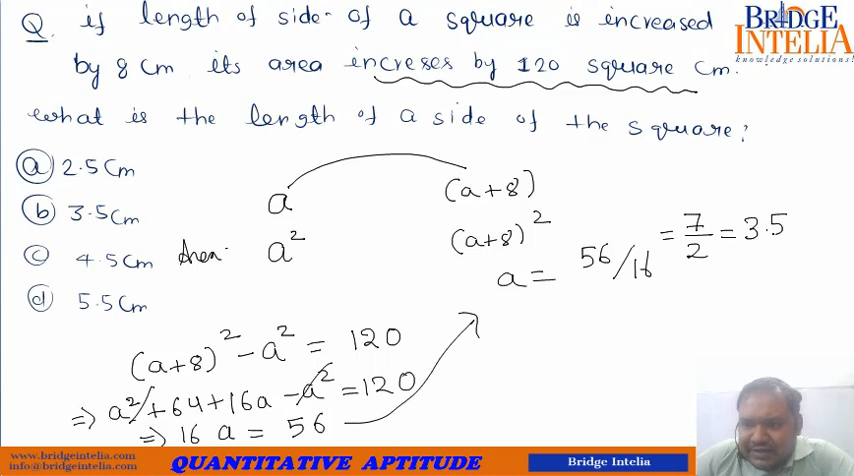 Q. if length of side of a square is increased
by 8 cm its area increses by 120 square cm.
what is the length of a side of the square?
BRIDGE
INTELIA
knowledge solutions!
(a) 2.5 cm
(b) 3.5 cm
(c) 4.5 cm
(d) 5.5 cm
a (a+8)
Area a² (a+8)²
a = 56/16 = 7/2 = 3.5
(a+8)² - a² = 120
⇒ a² + 64 + 16a - a² = 120
⇒ 16 a = 56
www.bridgeintelia.com
info@bridgeintelia.com
QUANTITATIVE APTITUDE
Bridge Intelia